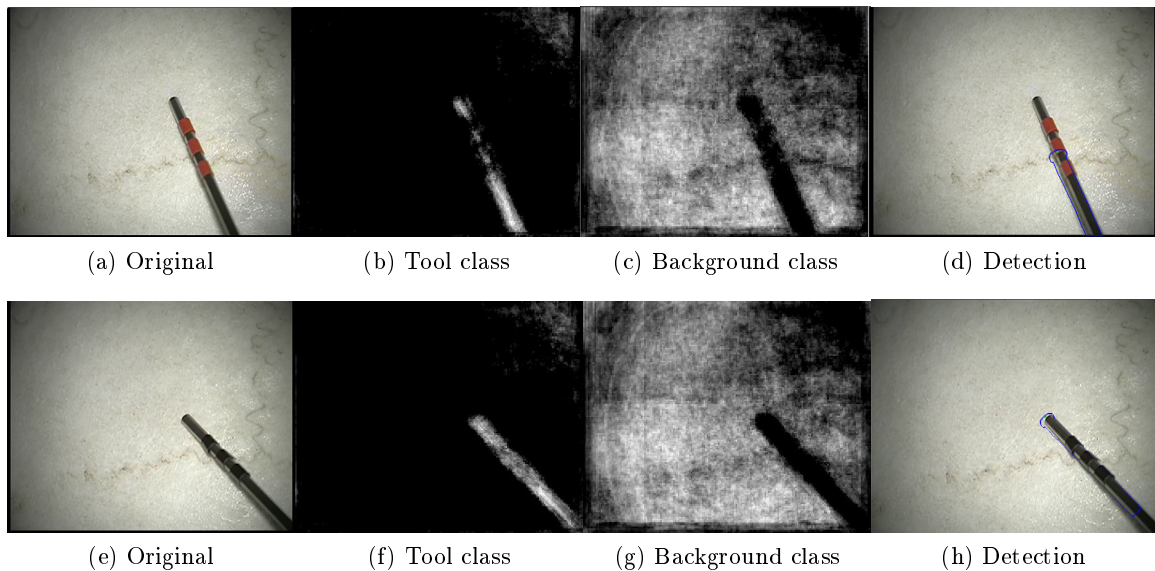 (a) Original (b) Tool class (c) Background class (d) Detection
(e) Original (f) Tool class (g) Background class (h) Detection